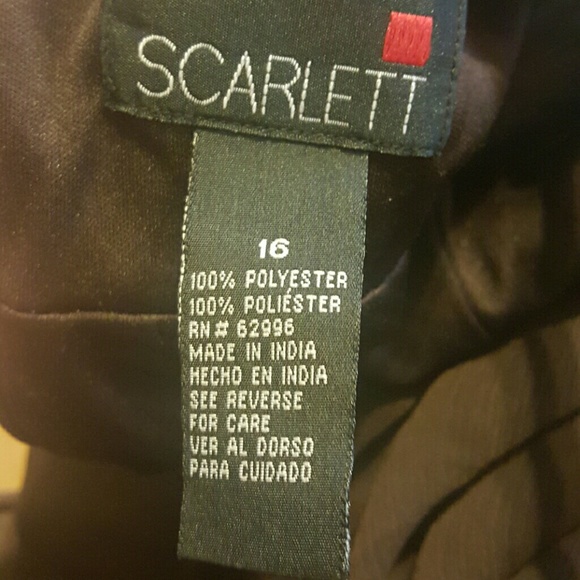 SCARLETT
16
100% POLYESTER
100% POLIÉSTER
RN# 62996
MADE IN INDIA
HECHO EN INDIA
SEE REVERSE
FOR CARE
VER AL DORSO
PARA CUIDADO